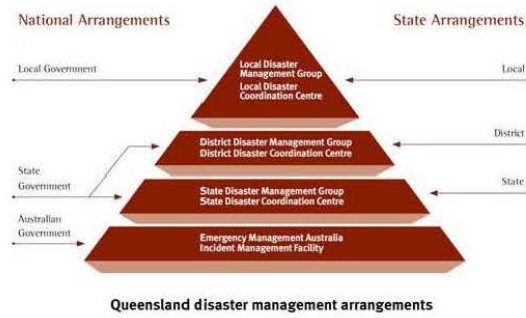 National Arrangements
State Arrangements
Local Government
Local Disaster
Management Group
Local Disaster
Coordination Centre
Local
District Disaster Management Group
District Disaster Coordination Centre
District
State
Government
State Disaster Management Group
State Disaster Coordination Centre
State
Australian
Government
Emergency Management Australia
Incident Management Facility
Queensland disaster management arrangements